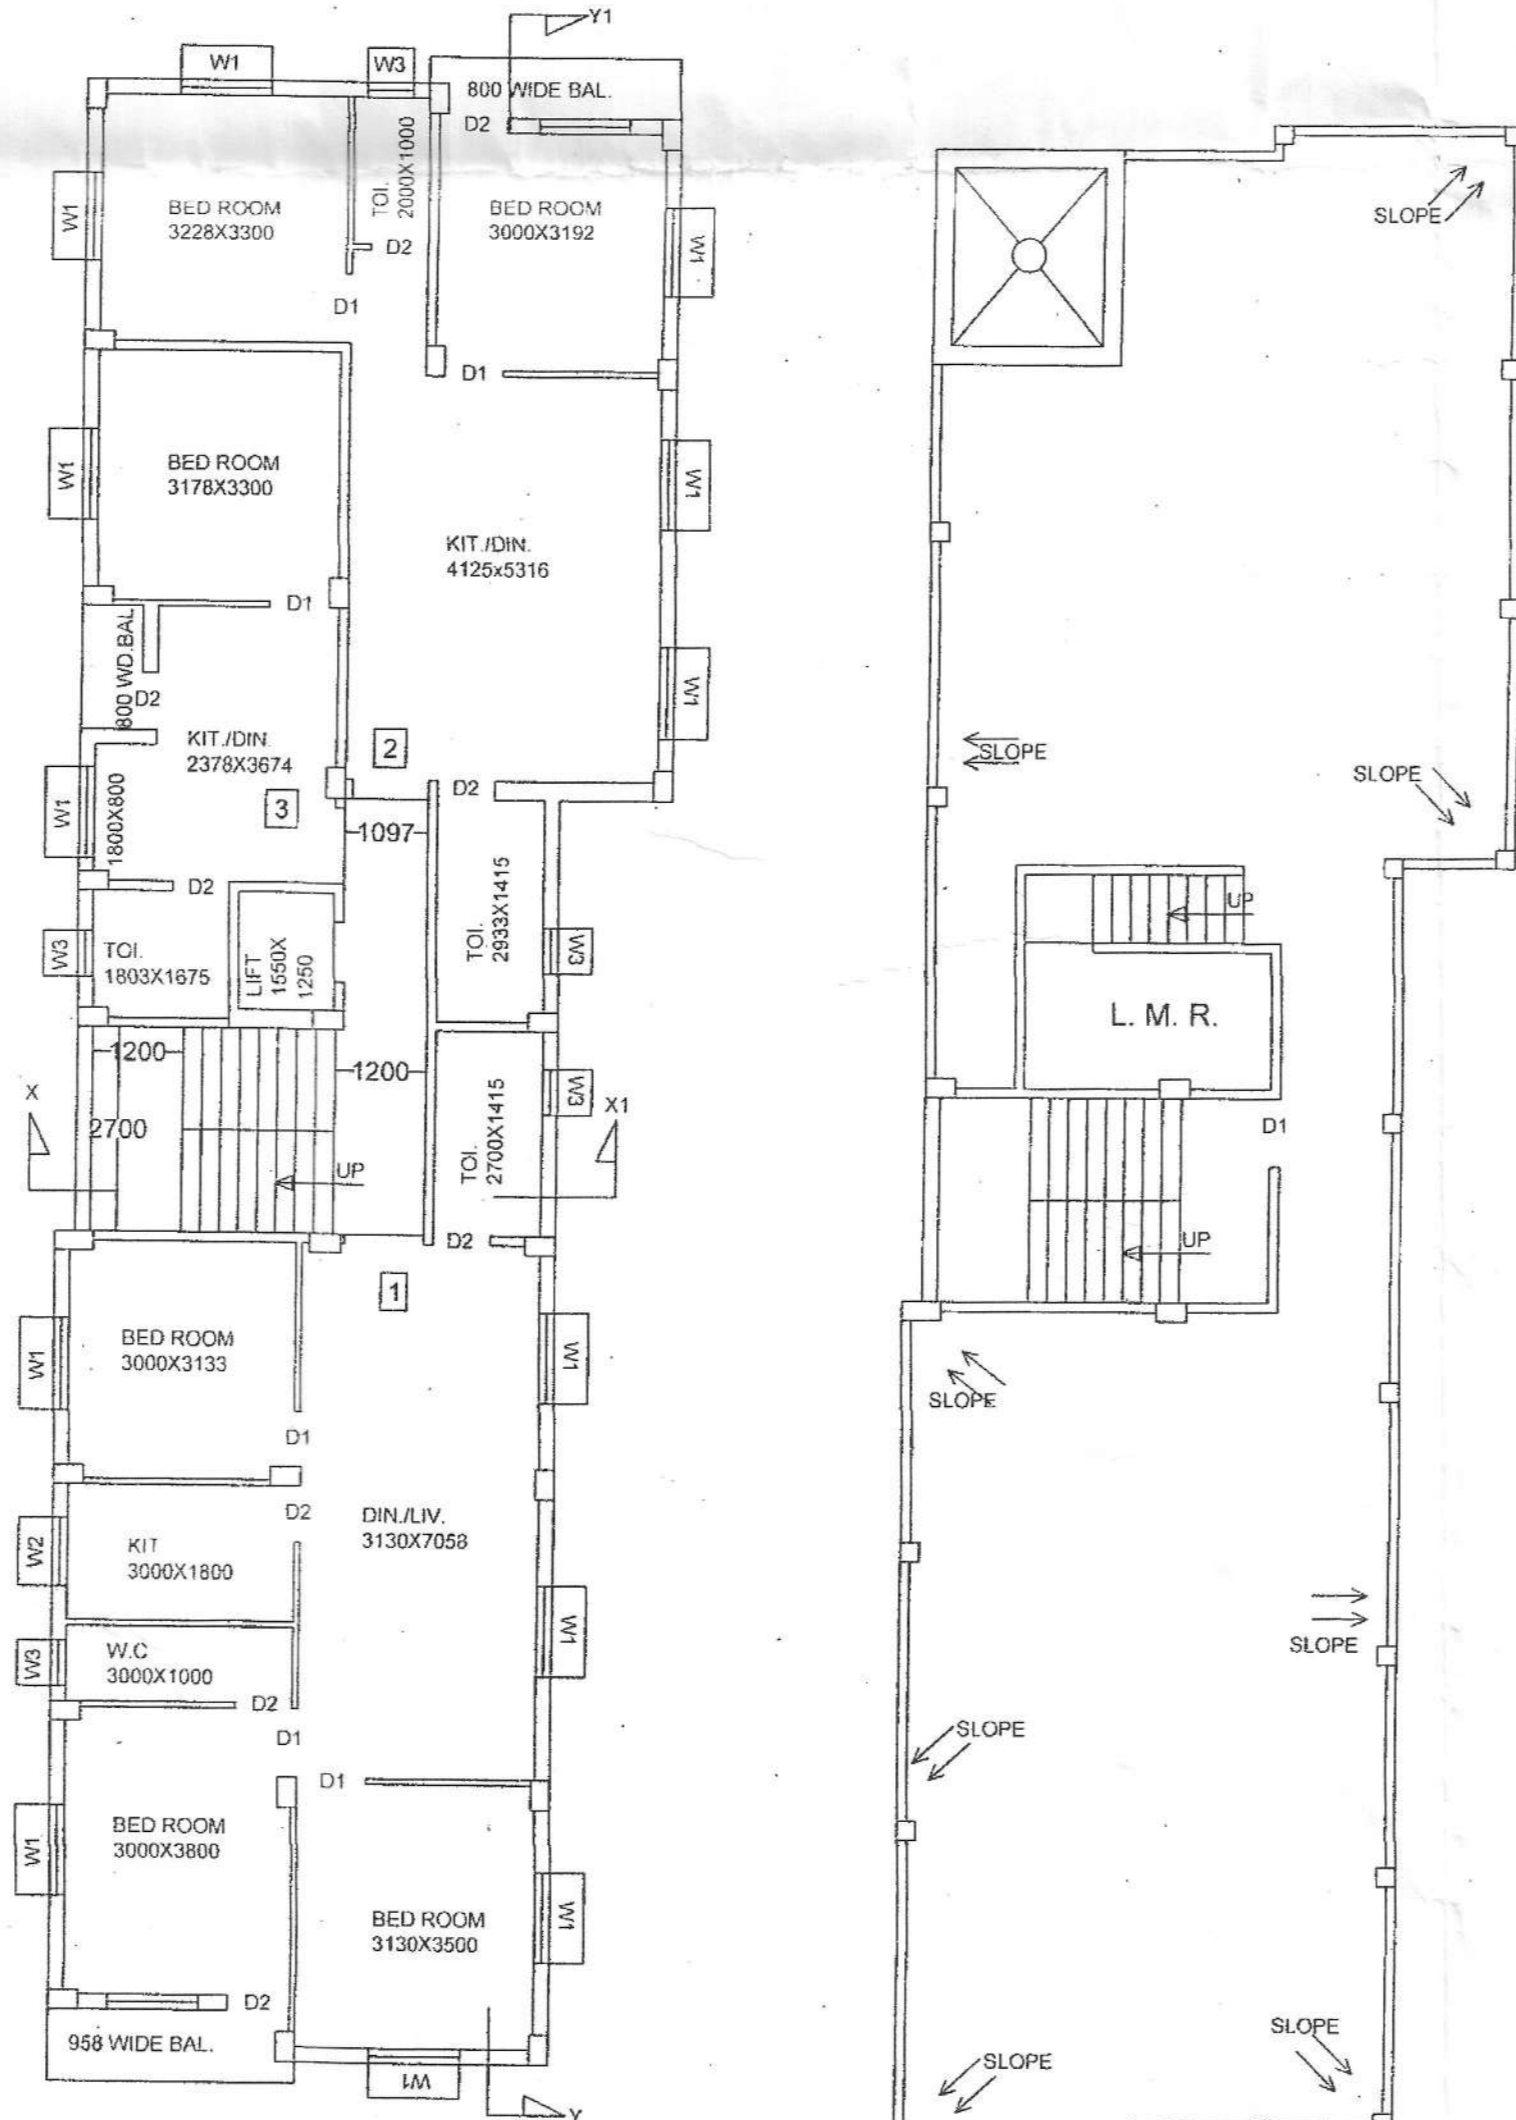 Y1
W1
W3
800 WIDE BAL.
D2
W1
BED ROOM
3228X3300
TOI.
2000X1000
D2
BED ROOM
3000X3192
W1
D1
D1
W1
BED ROOM
3178X3300
D1
KIT./DIN.
4125x5316
W1
W1
800 WD.BAL
D2
KIT./DIN.
2378X3674
2
3
W1
1800X800
D2
1097
D2
TOI.
2933X1415
W3
W3
TOI.
1803X1675
LIFT
1550X
1250
1200
1200
2700
X
UP
TOI.
2700X1415
W3
X1
D2
1
W1
BED ROOM
3000X3133
D1
W1
W2
KIT
3000X1800
D2
DIN./LIV.
3130X7058
W1
W3
W.C
3000X1000
D2
D1
D1
W1
BED ROOM
3000X3800
BED ROOM
3130X3500
W1
D2
958 WIDE BAL.
W1
Y
SLOPE
SLOPE
SLOPE
UP
L. M. R.
D1
UP
SLOPE
SLOPE
SLOPE
SLOPE
SLOPE